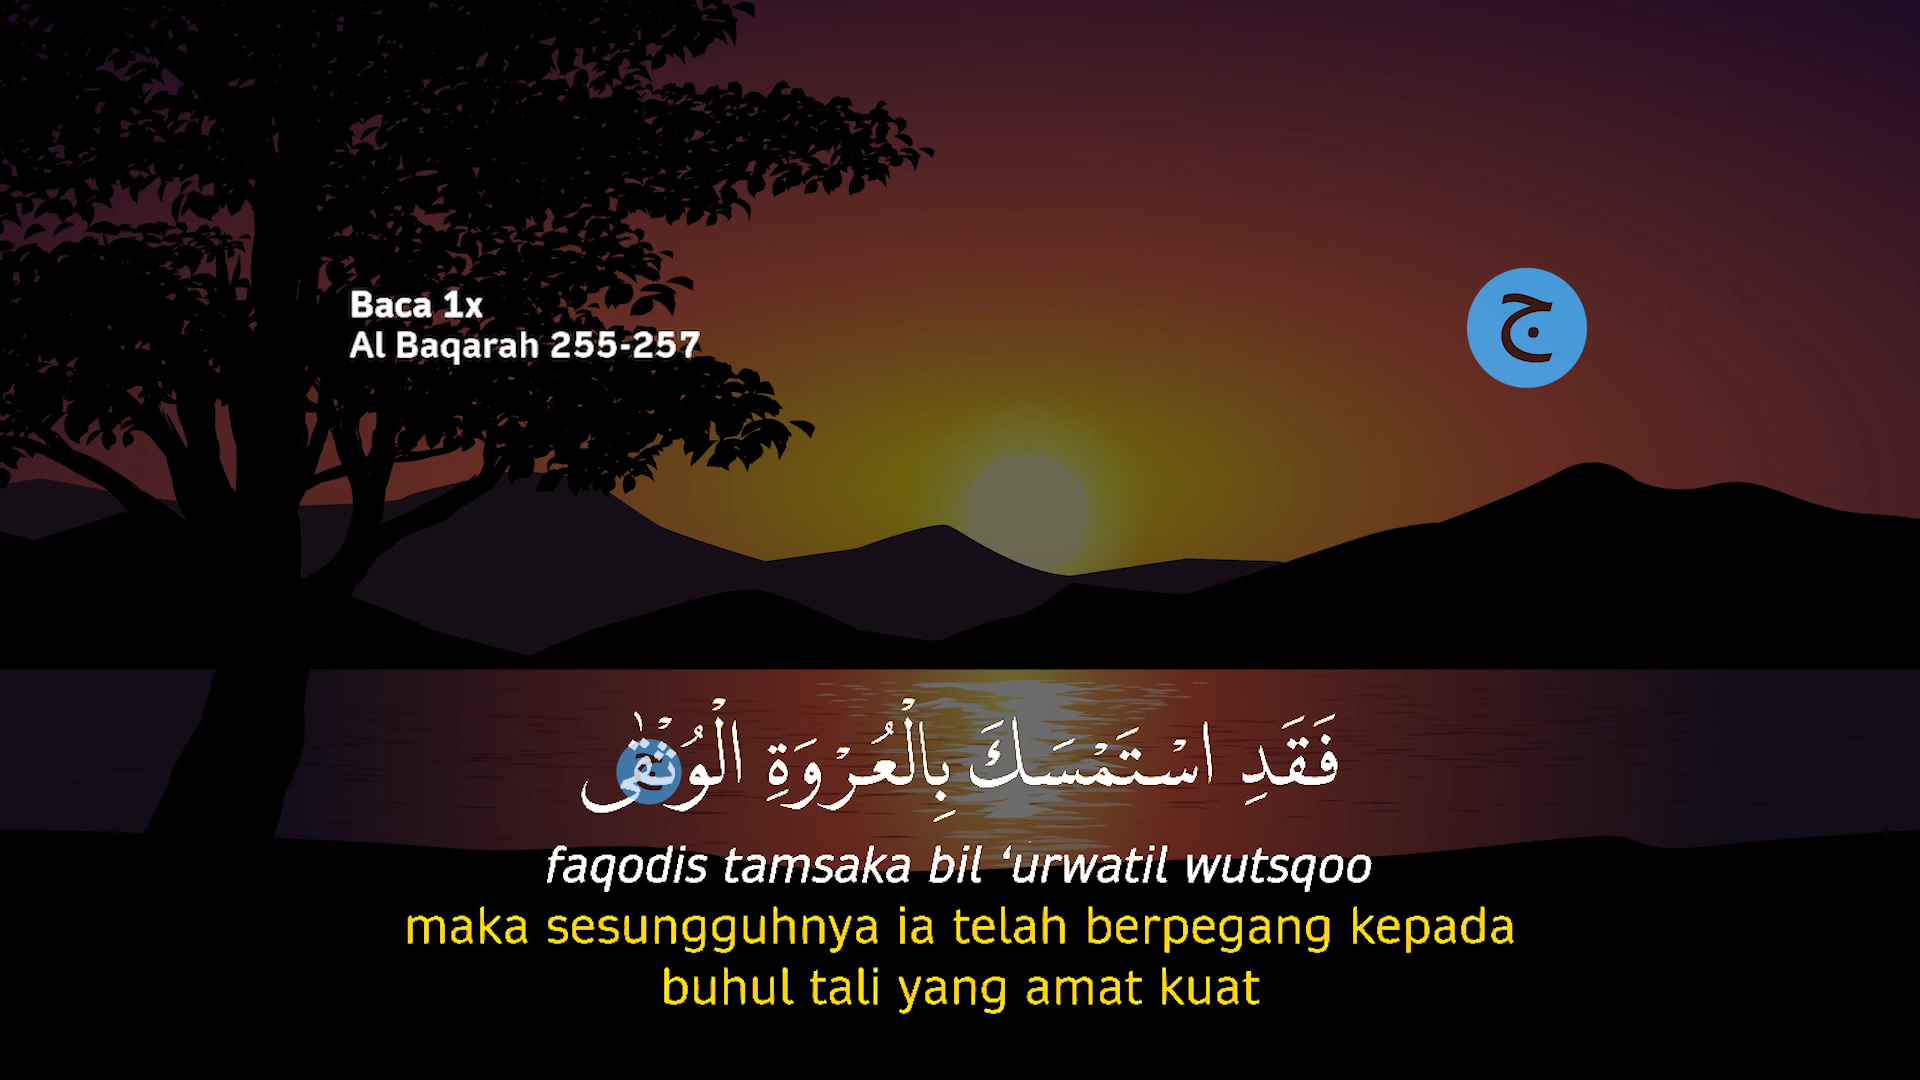 Baca 1x
Al Baqarah 255-257
ج
فَقَدِ اسْتَمْسَكَ بِالْعُرْوَةِ الْوُثْقٰى ج
faqodis tamsaka bil ‘urwatil wutsqoo
maka sesungguhnya ia telah berpegang kepada
buhul tali yang amat kuat